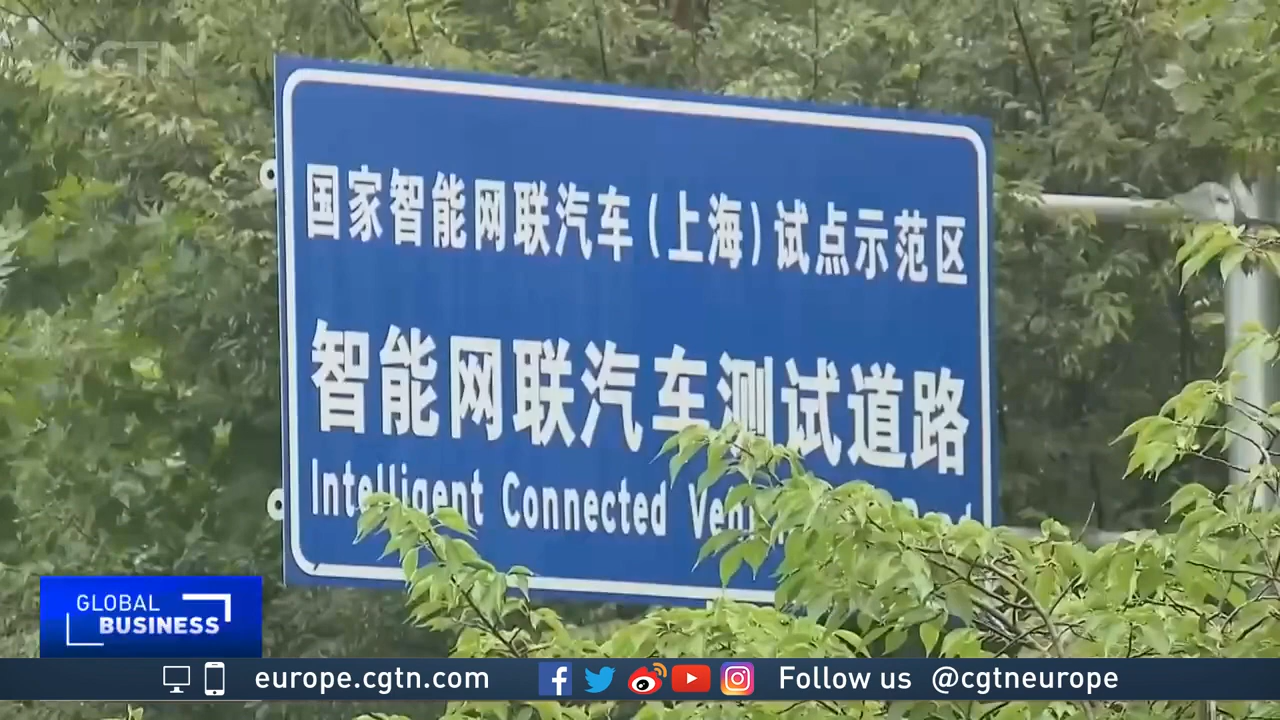 CGTN
国家智能网联汽车(上海)试点示范区
智能网联汽车测试道路
Intelligent Connected
GLOBAL
BUSINESS
europe.cgtn.com
Follow us @cgtneurope